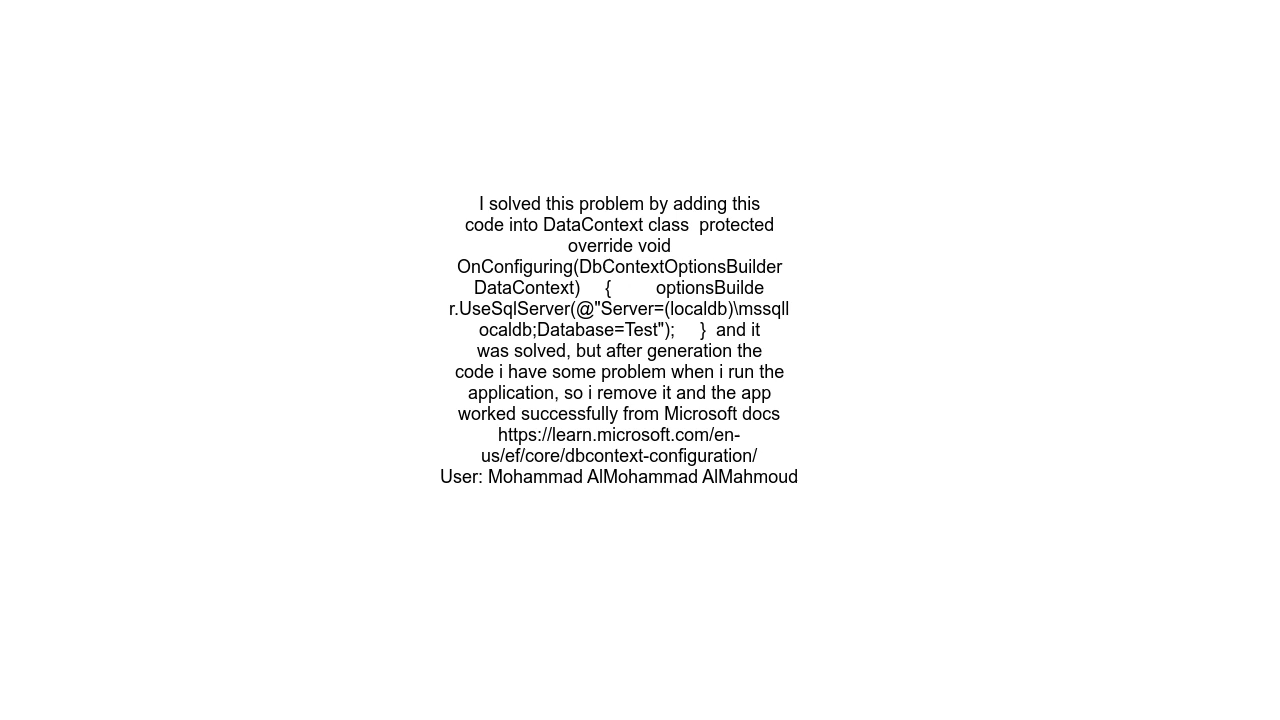 I solved this problem by adding this
code into DataContext class  protected
override void
OnConfiguring(DbContextOptionsBuilder
DataContext)     {         optionsBuilde
r.UseSqlServer(@"Server=(localdb)\mssqll
ocaldb;Database=Test");     }  and it
was solved, but after generation the
code i have some problem when i run the
application, so i remove it and the app
worked successfully from Microsoft docs
https://learn.microsoft.com/en-
us/ef/core/dbcontext-configuration/
User: Mohammad AlMohammad AlMahmoud